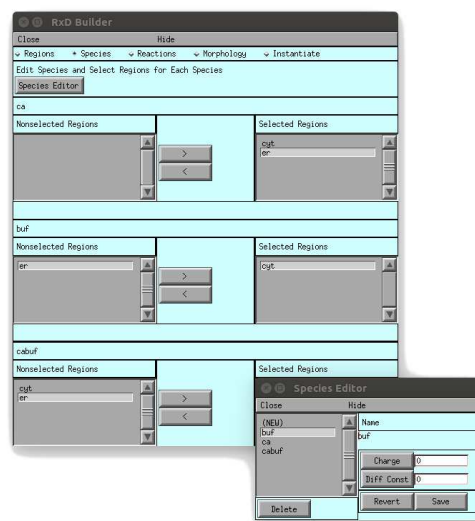 RxD Builder
Close Hide
Regions Species Reactions Morphology Instantiate
Edit Species and Select Regions for Each Species
Species Editor
ca
Nonselected Regions Selected Regions
cyt
er
>
<
buf
Nonselected Regions Selected Regions
er cyt
>
<
cabuf
Nonselected Regions Selected Regions
cyt
er
>
<
Species Editor
Close Hide
(NEW) Name
buf buf
ca
cabuf
Charge 0
Diff Const 0
Revert Save
Delete